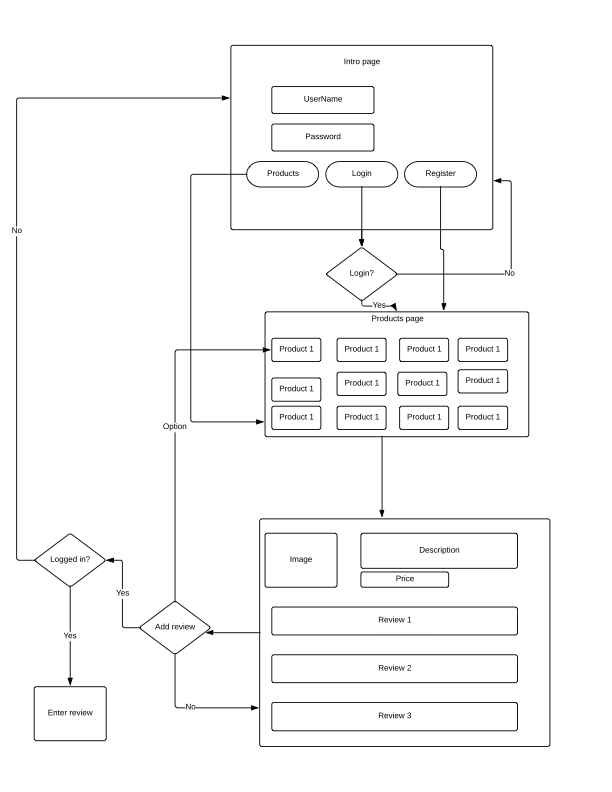 Intro page
UserName
Password
Products
Login
Register
No
Login?
No
Yes
Products page
Product 1
Product 1
Product 1
Product 1
Product 1
Product 1
Product 1
Product 1
Product 1
Product 1
Product 1
Product 1
Option
Image
Description
Price
Logged in?
Yes
Add review
Review 1
Yes
Review 2
Enter review
No
Review 3